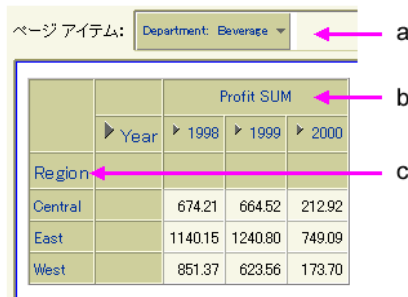 ページ アイテム: Department: Beverage a
Profit SUM b
Year 1998 1999 2000
Region c
Central 674.21 664.52 212.92
East 1140.15 1240.80 749.09
West 851.37 623.56 173.70